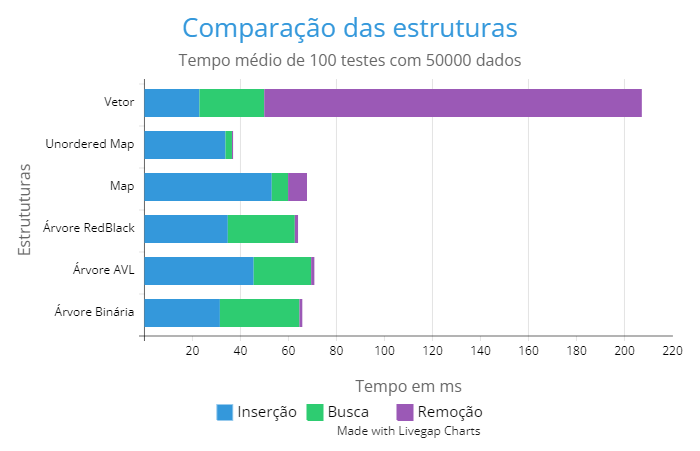 Comparação das estruturas
Tempo médio de 100 testes com 50000 dados
Estrututuras
Vetor
Unordered Map
Map
Árvore RedBlack
Árvore AVL
Árvore Binária
20 40 60 80 100 120 140 160 180 200 220
Tempo em ms
Inserção Busca Remoção
Made with Livegap Charts